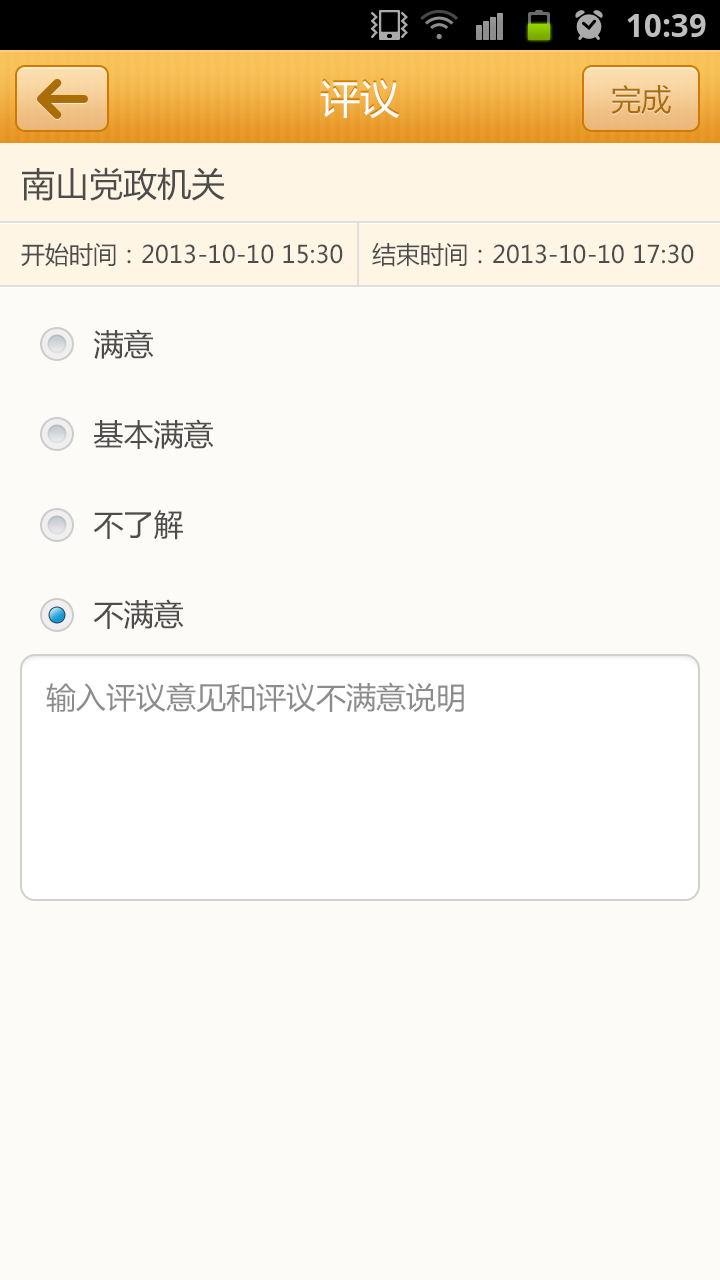 10:39
评议
完成
南山党政机关
开始时间：2013-10-10 15:30 结束时间：2013-10-10 17:30
满意
基本满意
不了解
不满意
输入评议意见和评议不满意说明